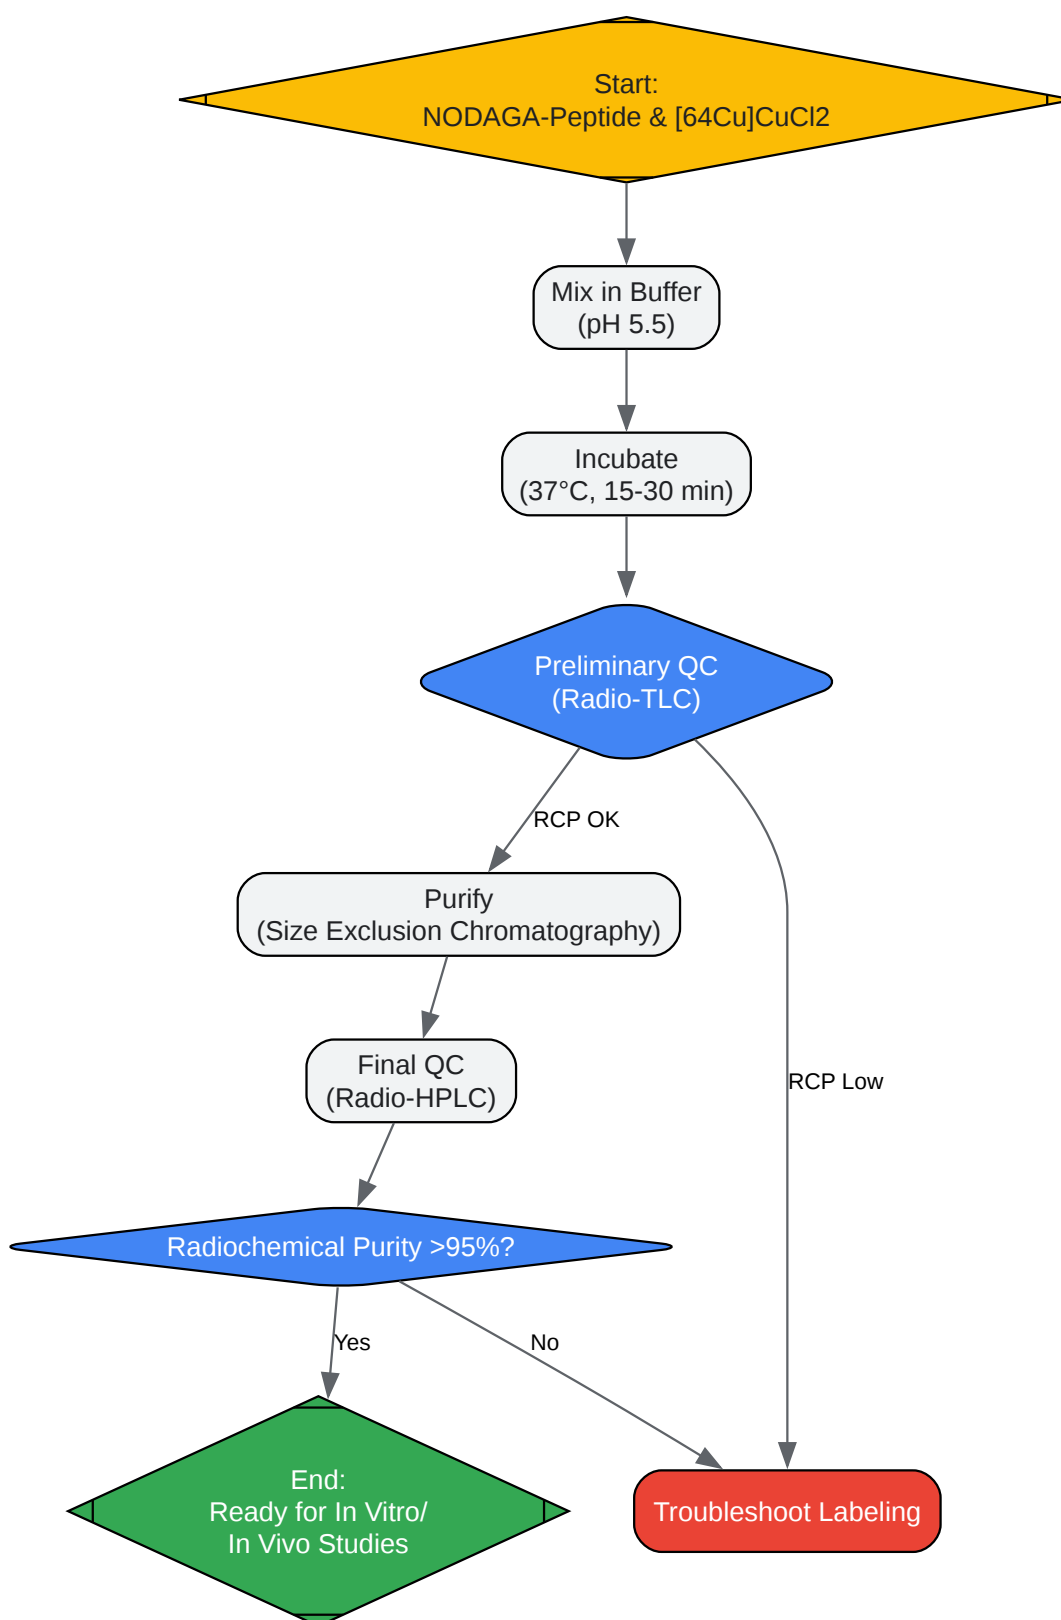 Start:
NODAGA-Peptide & [64Cu]CuCl2
Mix in Buffer
(pH 5.5)
Incubate
(37°C, 15-30 min)
Preliminary QC
(Radio-TLC)
RCP OK
Purify
(Size Exclusion Chromatography)
Final QC
(Radio-HPLC)
RCP Low
Radiochemical Purity >95%?
Yes
No
End:
Ready for In Vitro/
In Vivo Studies
Troubleshoot Labeling